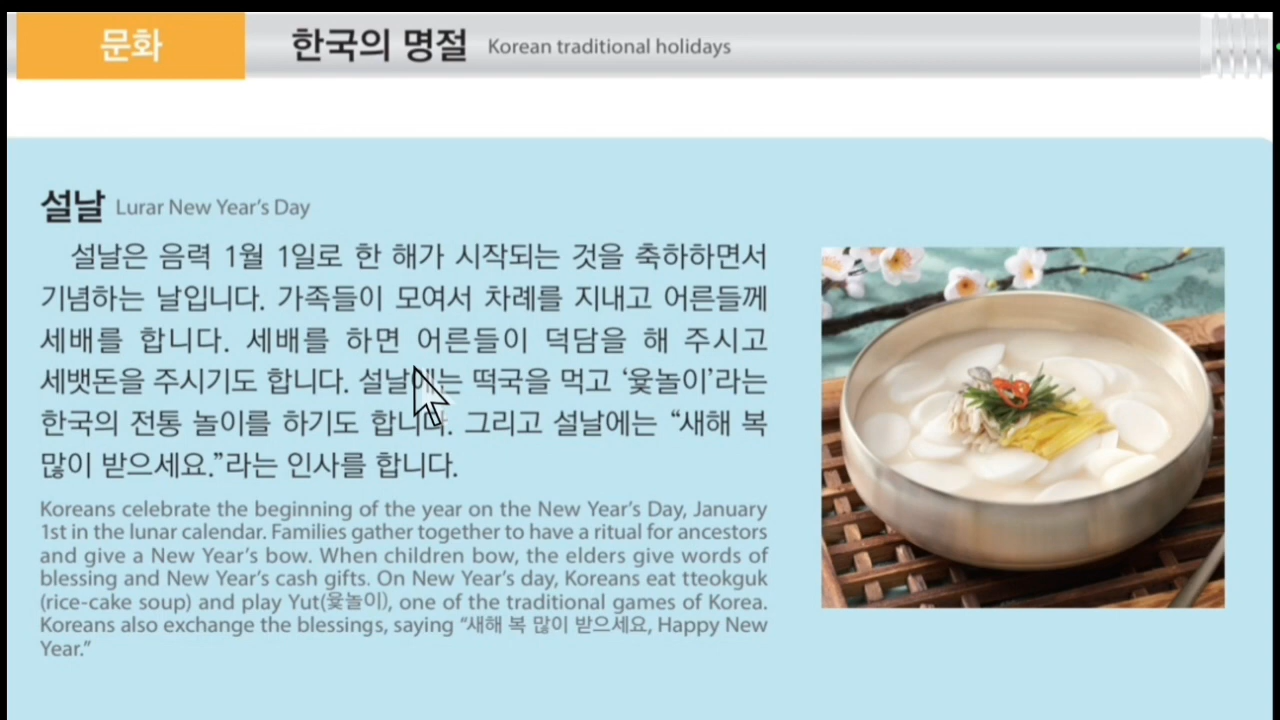 문화
한국의 명절 Korean traditional holidays
설날 Lurar New Year's Day
설날은 음력 1월 1일로 한 해가 시작되는 것을 축하하면서
기념하는 날입니다. 가족들이 모여서 차례를 지내고 어른들께
세배를 합니다. 세배를 하면 어른들이 덕담을 해 주시고
세뱃돈을 주시기도 합니다. 설날에는 떡국을 먹고 ‘윷놀이’라는
한국의 전통 놀이를 하기도 합니다. 그리고 설날에는 “새해 복
많이 받으세요.”라는 인사를 합니다.
Koreans celebrate the beginning of the year on the New Year's Day, January
1st in the lunar calendar. Families gather together to have a ritual for ancestors
and give a New Year's bow. When children bow, the elders give words of
blessing and New Year's cash gifts. On New Year's day, Koreans eat tteokguk
(rice-cake soup) and play Yut(윷놀이), one of the traditional games of Korea.
Koreans also exchange the blessings, saying “새해 복 많이 받으세요, Happy New
Year.”